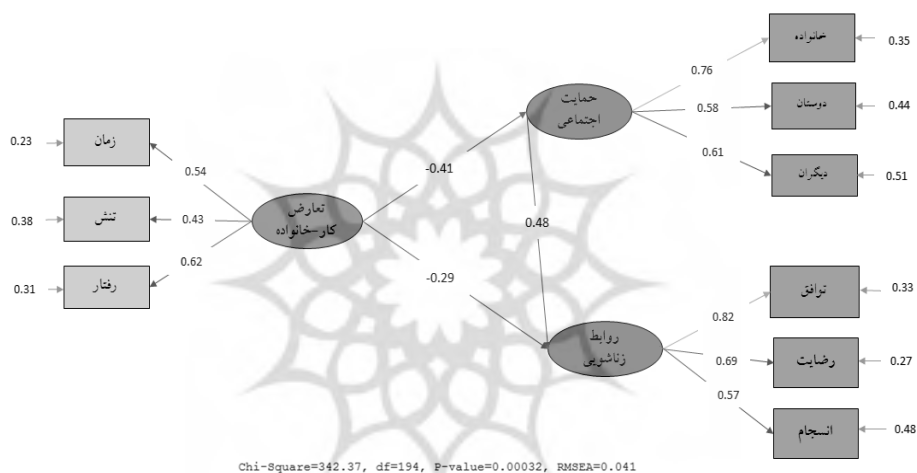 خانواده
0.35
0.76
حمایت
اجتماعی
0.58
دوستان
0.44
0.61
دیگران
0.51
0.23
زمان
0.54
-0.41
0.38
تنش
0.43
تعارض
کار-خانواده
0.48
0.31
رفتار
0.62
-0.29
توافق
0.33
0.82
روابط
زناشویی
0.69
رضایت
0.27
0.57
انسجام
0.48
Chi-Square=342.37, df=194, P-value=0.00032, RMSEA=0.041